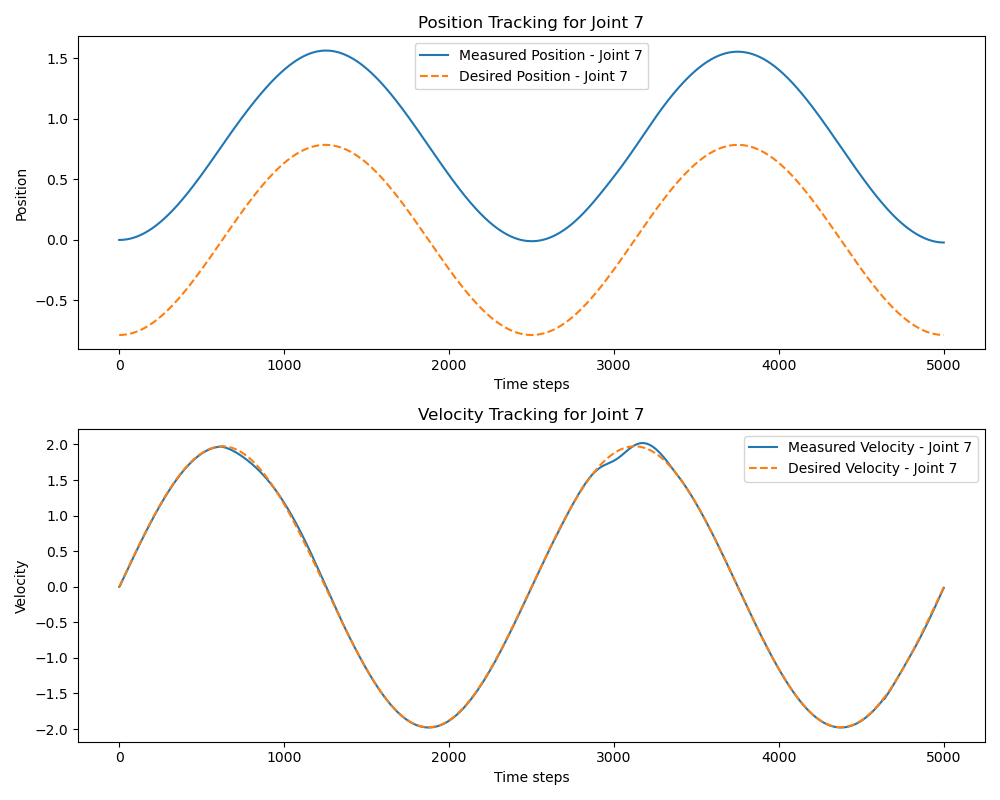 Position Tracking for Joint 7
Measured Position - Joint 7
Desired Position - Joint 7
Position
1.5
1.0
0.5
0.0
−0.5
0
1000
2000
3000
4000
5000
Time steps
Velocity Tracking for Joint 7
Measured Velocity - Joint 7
Desired Velocity - Joint 7
Velocity
2.0
1.5
1.0
0.5
0.0
−0.5
−1.0
−1.5
−2.0
0
1000
2000
3000
4000
5000
Time steps